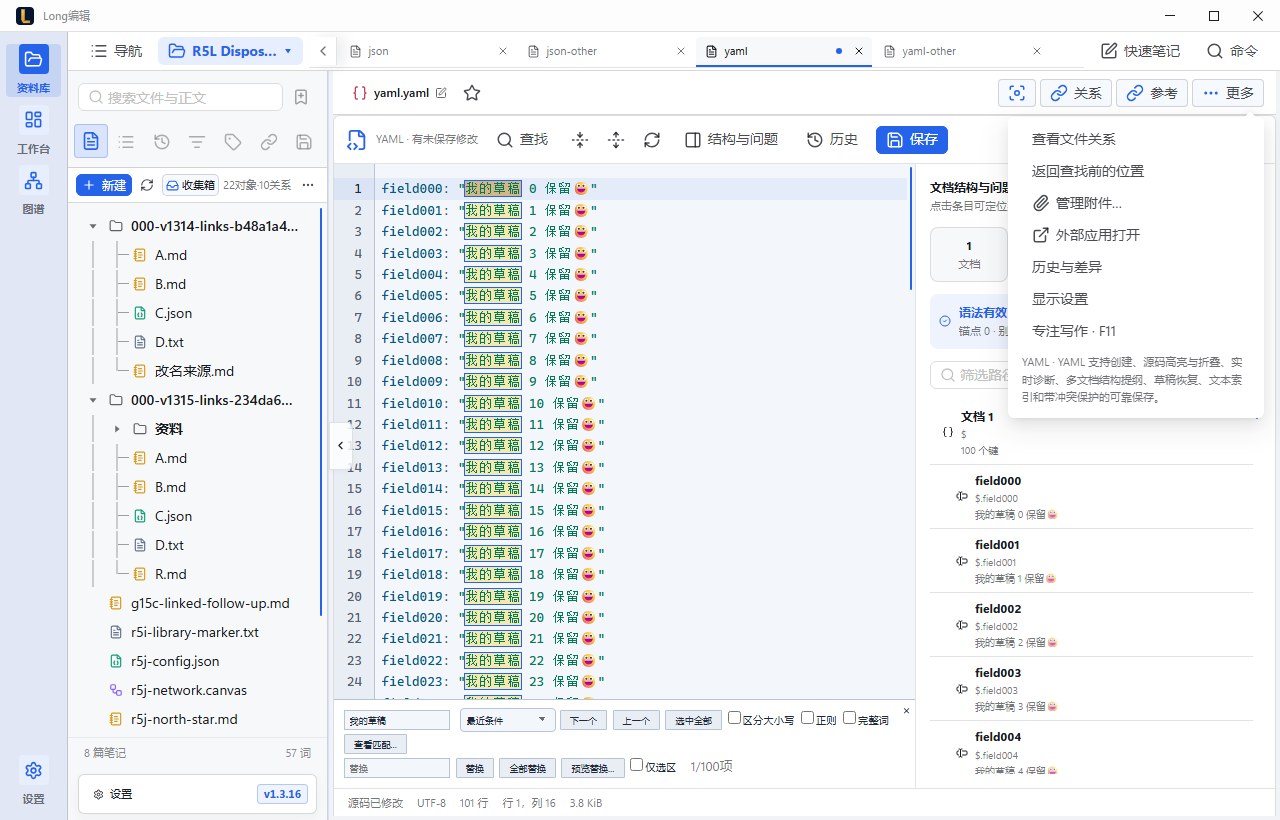 Long编辑
资料库
工作台
图谱
设置
导航
R5L Dispos...
json
json-other
yaml
yaml-other
快速笔记
命令
搜索文件与正文
新建
收集箱
22对象·10关系
000-v1314-links-b48a1a4...
A.md
B.md
C.json
D.txt
改名来源.md
000-v1315-links-234da6...
资料
A.md
B.md
C.json
D.txt
R.md
g15c-linked-follow-up.md
r5i-library-marker.txt
r5j-config.json
r5j-network.canvas
r5j-north-star.md
8 篇笔记
57 词
设置
v1.3.16
{ } yaml.yaml
关系
参考
更多
YAML · 有未保存修改
查找
结构与问题
历史
保存
1 field000: "我的草稿 0 保留😀"
2 field001: "我的草稿 1 保留😀"
3 field002: "我的草稿 2 保留😀"
4 field003: "我的草稿 3 保留😀"
5 field004: "我的草稿 4 保留😀"
6 field005: "我的草稿 5 保留😀"
7 field006: "我的草稿 6 保留😀"
8 field007: "我的草稿 7 保留😀"
9 field008: "我的草稿 8 保留😀"
10 field009: "我的草稿 9 保留😀"
11 field010: "我的草稿 10 保留😀"
12 field011: "我的草稿 11 保留😀"
13 field012: "我的草稿 12 保留😀"
14 field013: "我的草稿 13 保留😀"
15 field014: "我的草稿 14 保留😀"
16 field015: "我的草稿 15 保留😀"
17 field016: "我的草稿 16 保留😀"
18 field017: "我的草稿 17 保留😀"
19 field018: "我的草稿 18 保留😀"
20 field019: "我的草稿 19 保留😀"
21 field020: "我的草稿 20 保留😀"
22 field021: "我的草稿 21 保留😀"
23 field022: "我的草稿 22 保留😀"
24 field023: "我的草稿 23 保留😀"
我的草稿
最近条件
下一个
上一个
选中全部
区分大小写
正则
完整词
×
查看匹配...
替换
替换
全部替换
预览替换...
仅选区
1/100项
源码已修改
UTF-8
101 行
行 1，列 16
3.8 KiB
文档结构与问
点击条目可定位
1
文档
语法有效
锚点 0 ·
筛选路
查看文件关系
返回查找前的位置
管理附件...
外部应用打开
历史与差异
显示设置
专注写作 · F11
YAML · YAML 支持创建、源码高亮与折叠、实
时诊断、多文档结构提纲、草稿恢复、文本索
引和带冲突保护的可靠保存。
{} 文档 1
$
100 个键
field000
$.field000
我的草稿 0 保留😀
field001
$.field001
我的草稿 1 保留😀
field002
$.field002
我的草稿 2 保留😀
field003
$.field003
我的草稿 3 保留😀
field004
$.field004
我的草稿 4 保留😀